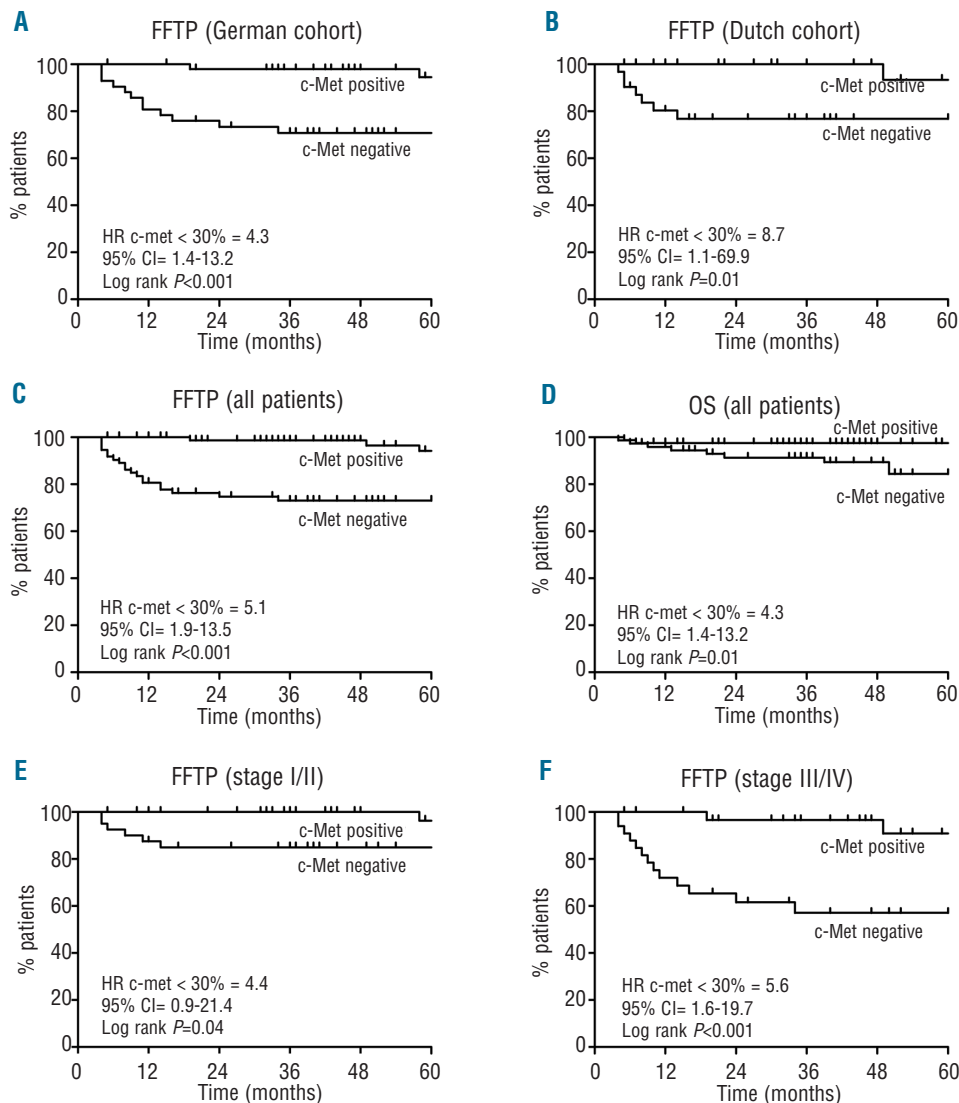 A
FFTP (German cohort)
% patients
100
80
60
40
20
0
c-Met positive
c-Met negative
HR c-met < 30% = 4.3
95% CI= 1.4-13.2
Log rank P<0.001
0 12 24 36 48 60
Time (months)
B
FFTP (Dutch cohort)
% patients
100
80
60
40
20
0
c-Met positive
c-Met negative
HR c-met < 30% = 8.7
95% CI= 1.1-69.9
Log rank P=0.01
0 12 24 36 48 60
Time (months)
C
FFTP (all patients)
% patients
100
80
60
40
20
0
c-Met positive
c-Met negative
HR c-met < 30% = 5.1
95% CI= 1.9-13.5
Log rank P<0.001
0 12 24 36 48 60
Time (months)
D
OS (all patients)
% patients
100
80
60
40
20
0
c-Met positive
c-Met negative
HR c-met < 30% = 4.3
95% CI= 1.4-13.2
Log rank P=0.01
0 12 24 36 48 60
Time (months)
E
FFTP (stage I/II)
% patients
100
80
60
40
20
0
c-Met positive
c-Met negative
HR c-met < 30% = 4.4
95% CI= 0.9-21.4
Log rank P=0.04
0 12 24 36 48 60
Time (months)
F
FFTP (stage III/IV)
% patients
100
80
60
40
20
0
c-Met positive
c-Met negative
HR c-met < 30% = 5.6
95% CI= 1.6-19.7
Log rank P<0.001
0 12 24 36 48 60
Time (months)